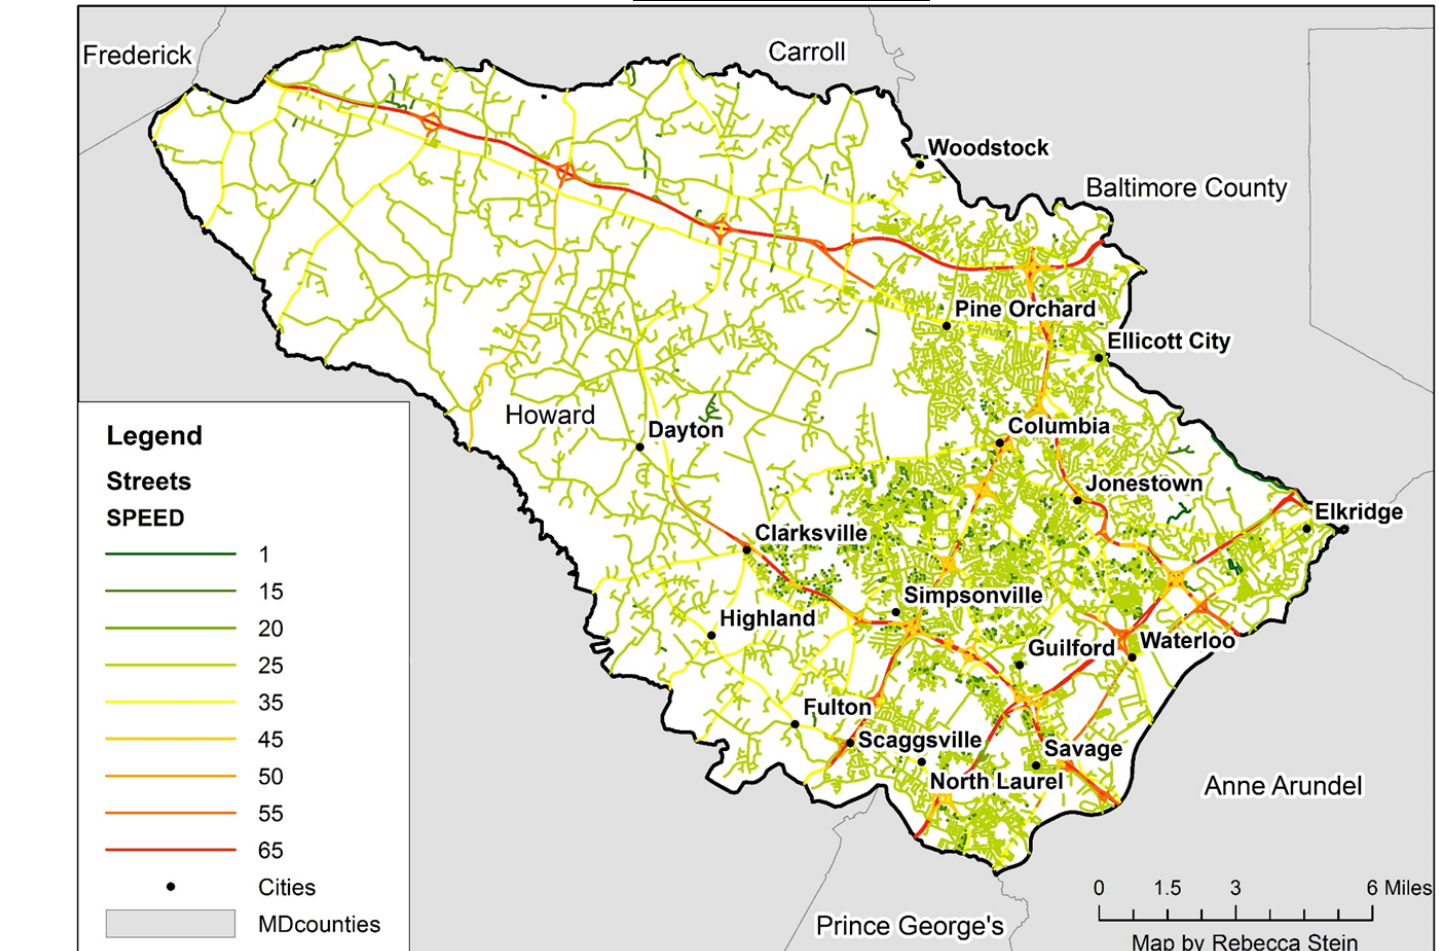 Frederick
Carroll
Woodstock
Baltimore County
Pine Orchard
Ellicott City
Howard
Dayton
Columbia
Jonestown
Elkridge
Clarksville
Simpsonville
Highland
Guilford
Waterloo
Fulton
Scaggsville
Savage
North Laurel
Anne Arundel
Prince George's
Legend
Streets
SPEED
1
15
20
25
35
45
50
55
65
Cities
MDcounties
0 1.5 3 6 Miles
Map by Rebecca Stein